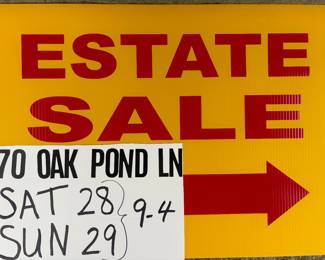 ESTATE
SALE
70 OAK POND LN
SAT 28
SUN 29
9-4